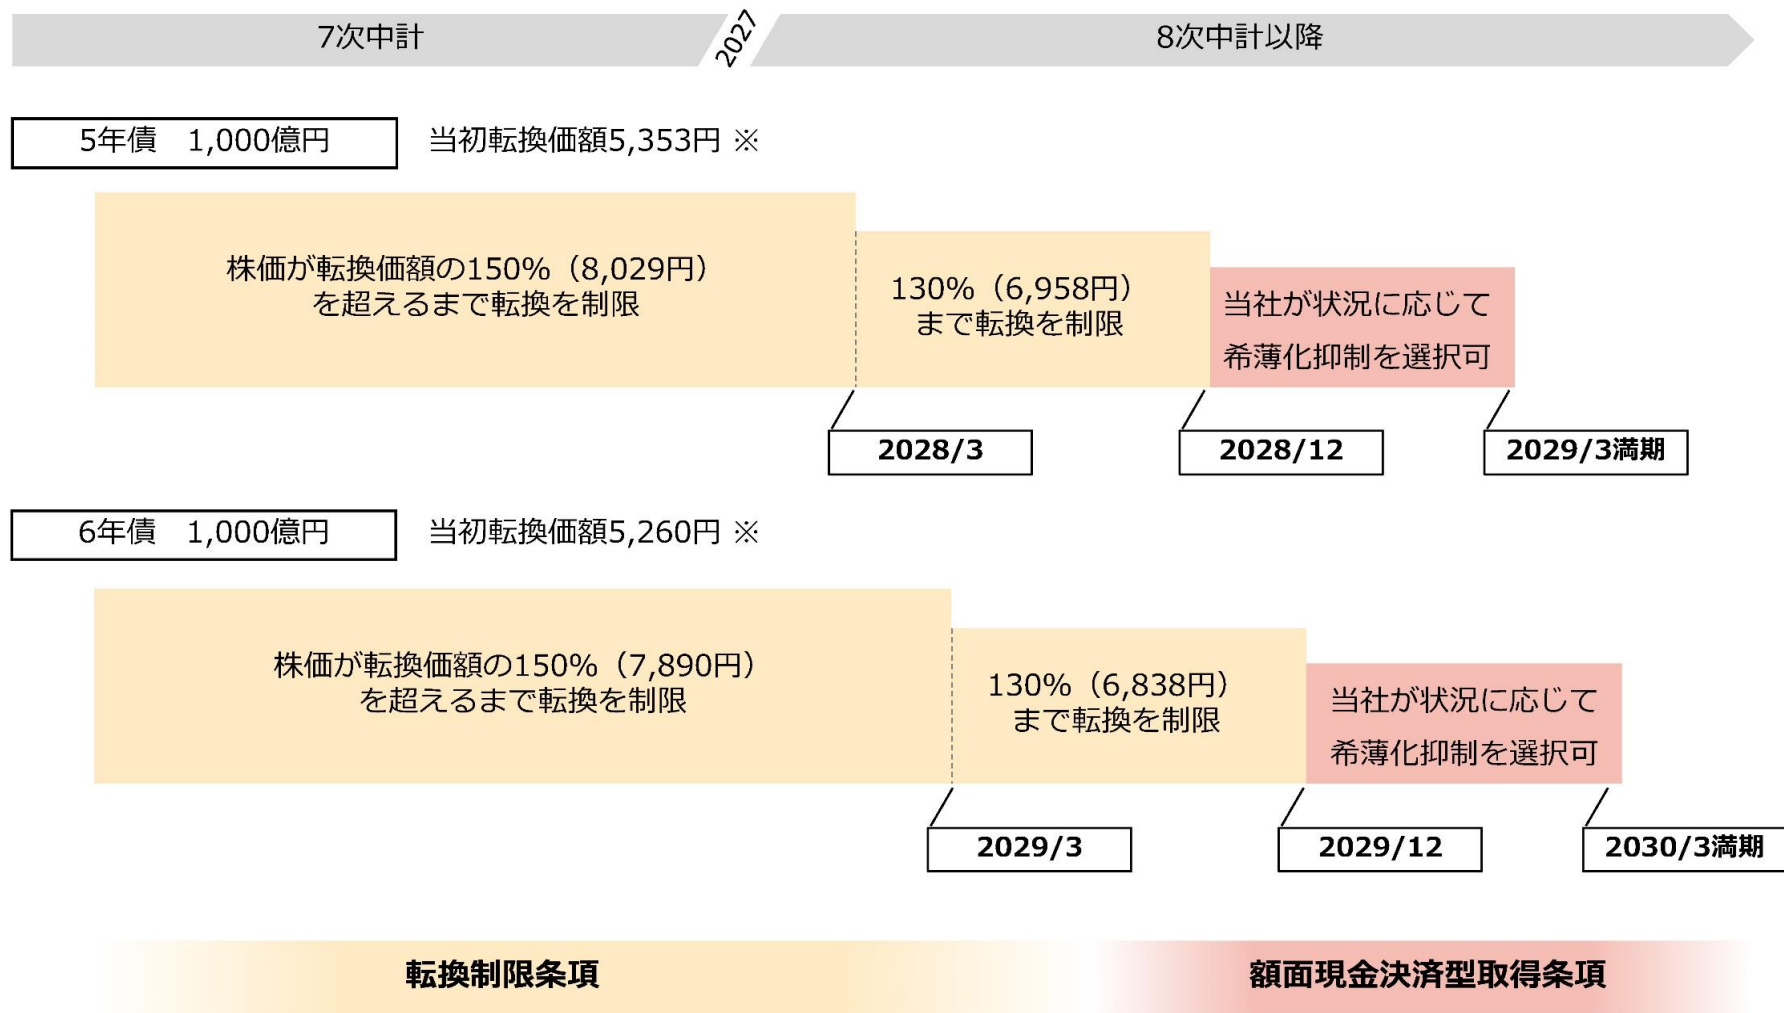 7次中計
2027
8次中計以降
5年債 1,000億円
当初転換価額5,353円 ※
株価が転換価額の150%（8,029円）
を超えるまで転換を制限
130%（6,958円）
まで転換を制限
当社が状況に応じて
希薄化抑制を選択可
2028/3
2028/12
2029/3満期
6年債 1,000億円
当初転換価額5,260円 ※
株価が転換価額の150%（7,890円）
を超えるまで転換を制限
130%（6,838円）
まで転換を制限
当社が状況に応じて
希薄化抑制を選択可
2029/3
2029/12
2030/3満期
転換制限条項
額面現金決済型取得条項